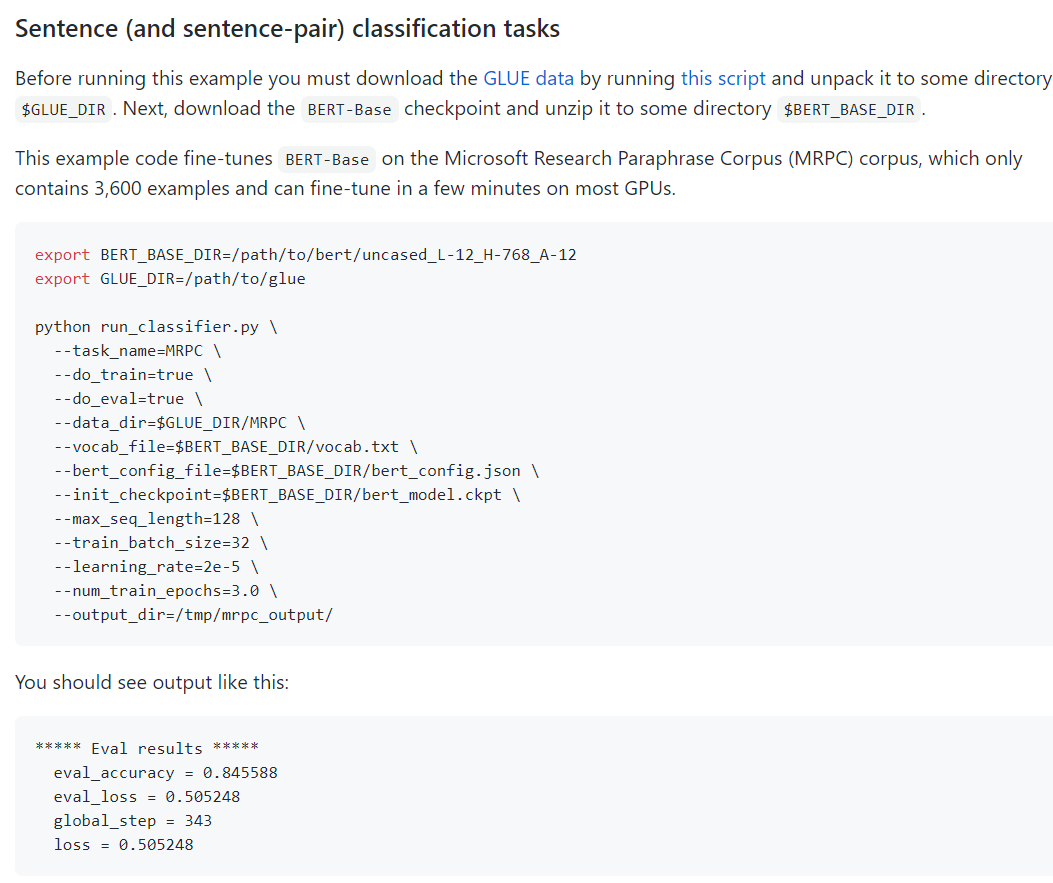 Sentence (and sentence-pair) classification tasks
Before running this example you must download the GLUE data by running this script and unpack it to some directory
$GLUE_DIR . Next, download the BERT-Base checkpoint and unzip it to some directory $BERT_BASE_DIR .
This example code fine-tunes BERT-Base on the Microsoft Research Paraphrase Corpus (MRPC) corpus, which only
contains 3,600 examples and can fine-tune in a few minutes on most GPUs.
export BERT_BASE_DIR=/path/to/bert/uncased_L-12_H-768_A-12
export GLUE_DIR=/path/to/glue
python run_classifier.py \
--task_name=MRPC \
--do_train=true \
--do_eval=true \
--data_dir=$GLUE_DIR/MRPC \
--vocab_file=$BERT_BASE_DIR/vocab.txt \
--bert_config_file=$BERT_BASE_DIR/bert_config.json \
--init_checkpoint=$BERT_BASE_DIR/bert_model.ckpt \
--max_seq_length=128 \
--train_batch_size=32 \
--learning_rate=2e-5 \
--num_train_epochs=3.0 \
--output_dir=/tmp/mrpc_output/
You should see output like this:
***** Eval results *****
eval_accuracy = 0.845588
eval_loss = 0.505248
global_step = 343
loss = 0.505248